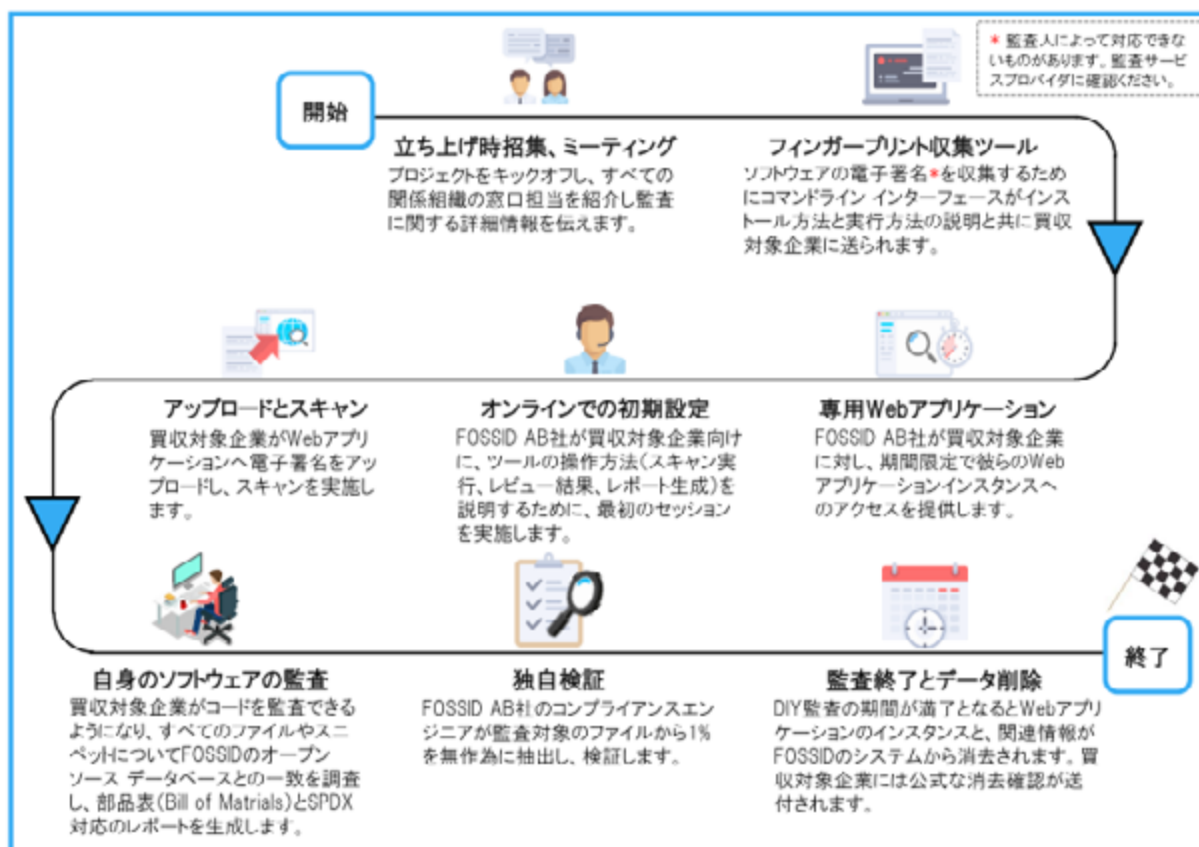 * 監査人によって対応できな
いものがあります。監査サービ
スプロバイダに確認ください。
開始
立ち上げ時招集、ミーティング
プロジェクトをキックオフし、すべての
関係組織の窓口担当を紹介し監査
に関する詳細情報を伝えます。
フィンガープリント収集ツール
ソフトウェアの電子署名*を収集するため
にコマンドライン インターフェースがインス
トール方法と実行方法の説明と共に買収
対象企業に送られます。
専用Webアプリケーション
FOSSID AB社が買収対象企業
に対し、期間限定で彼らのWeb
アプリケーションインスタンスへ
のアクセスを提供します。
オンラインでの初期設定
FOSSID AB社が買収対象企業向け
に、ツールの操作方法(スキャン実
行、レビュー結果、レポート生成)を
説明するために、最初のセッション
を実施します。
アップロードとスキャン
買収対象企業がWebアプリ
ケーションへ電子署名をアッ
プロードし、スキャンを実施し
ます。
自身のソフトウェアの監査
買収対象企業がコードを監査できる
ようになり、すべてのファイルやスニ
ペットについてFOSSIDのオープン
ソース データベースとの一致を調査
し、部品表(Bill of Matrials)とSPDX
対応のレポートを生成します。
独自検証
FOSSID AB社のコンプライアンスエン
ジニアが監査対象のファイルから1%
を無作為に抽出し、検証します。
監査終了とデータ削除
DIY監査の期間が満了となるとWebアプリ
ケーションのインスタンスと、関連情報が
FOSSIDのシステムから消去されます。買
収対象企業には公式な消去確認が送
付されます。
終了